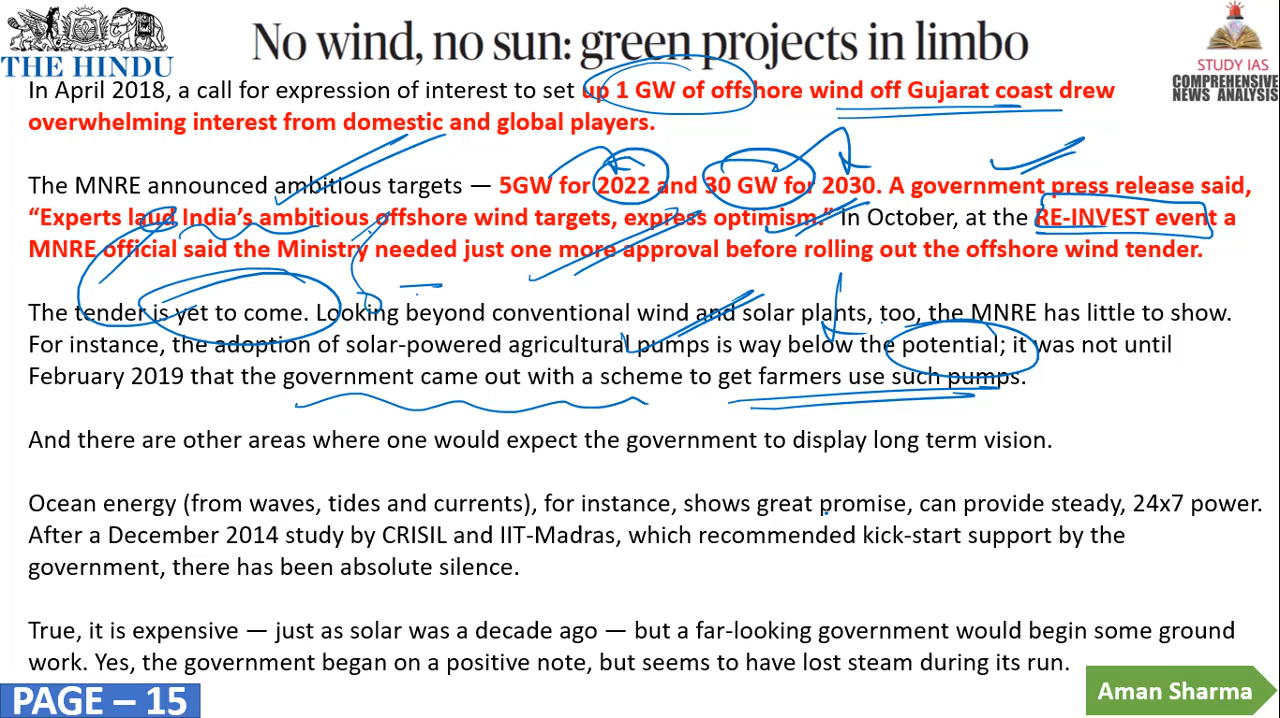 No wind, no sun: green projects in limbo
THE HINDU
STUDY IAS
COMPREHENSIVE
NEWS ANALYSIS
In April 2018, a call for expression of interest to set up 1 GW of offshore wind off Gujarat coast drew
overwhelming interest from domestic and global players.
The MNRE announced ambitious targets — 5GW for 2022 and 30 GW for 2030. A government press release said,
“Experts laud India’s ambitious offshore wind targets, express optimism.” In October, at the RE-INVEST event a
MNRE official said the Ministry needed just one more approval before rolling out the offshore wind tender.
The tender is yet to come. Looking beyond conventional wind and solar plants, too, the MNRE has little to show.
For instance, the adoption of solar-powered agricultural pumps is way below the potential; it was not until
February 2019 that the government came out with a scheme to get farmers use such pumps.
And there are other areas where one would expect the government to display long term vision.
Ocean energy (from waves, tides and currents), for instance, shows great promise, can provide steady, 24x7 power.
After a December 2014 study by CRISIL and IIT-Madras, which recommended kick-start support by the
government, there has been absolute silence.
True, it is expensive — just as solar was a decade ago — but a far-looking government would begin some ground
work. Yes, the government began on a positive note, but seems to have lost steam during its run.
PAGE – 15
Aman Sharma